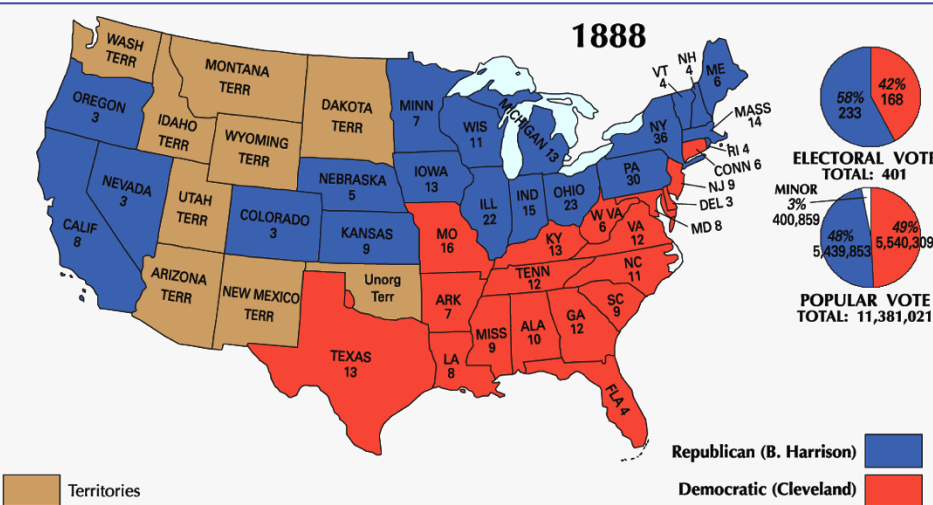 1888
WASH
TERR
MONTANA
TERR
DAKOTA
TERR
OREGON
3
IDAHO
TERR
WYOMING
TERR
MINN
7
WIS
11
MICHIGAN 13
VT
4
NH
4
ME
6
MASS
14
NY
36
RI 4
CONN 6
NEVADA
3
UTAH
TERR
CALIF
8
COLORADO
3
NEBRASKA
5
KANSAS
9
IOWA
13
ILL
22
IND
15
OHIO
23
PA
30
NJ 9
DEL 3
MD 8
W VA
6
VA
12
MO
16
KY
13
TENN
12
NC
11
ARIZONA
TERR
NEW MEXICO
TERR
Unorg
Terr
ARK
7
SC
9
MISS
9
ALA
10
GA
12
TEXAS
13
LA
8
FLA 4
58%
233
42%
168
ELECTORAL VOTE
TOTAL: 401
MINOR
3%
400,859
48%
5,439,853
49%
5,540,309
POPULAR VOTE
TOTAL: 11,381,021
Republican (B. Harrison)
Democratic (Cleveland)
Territories